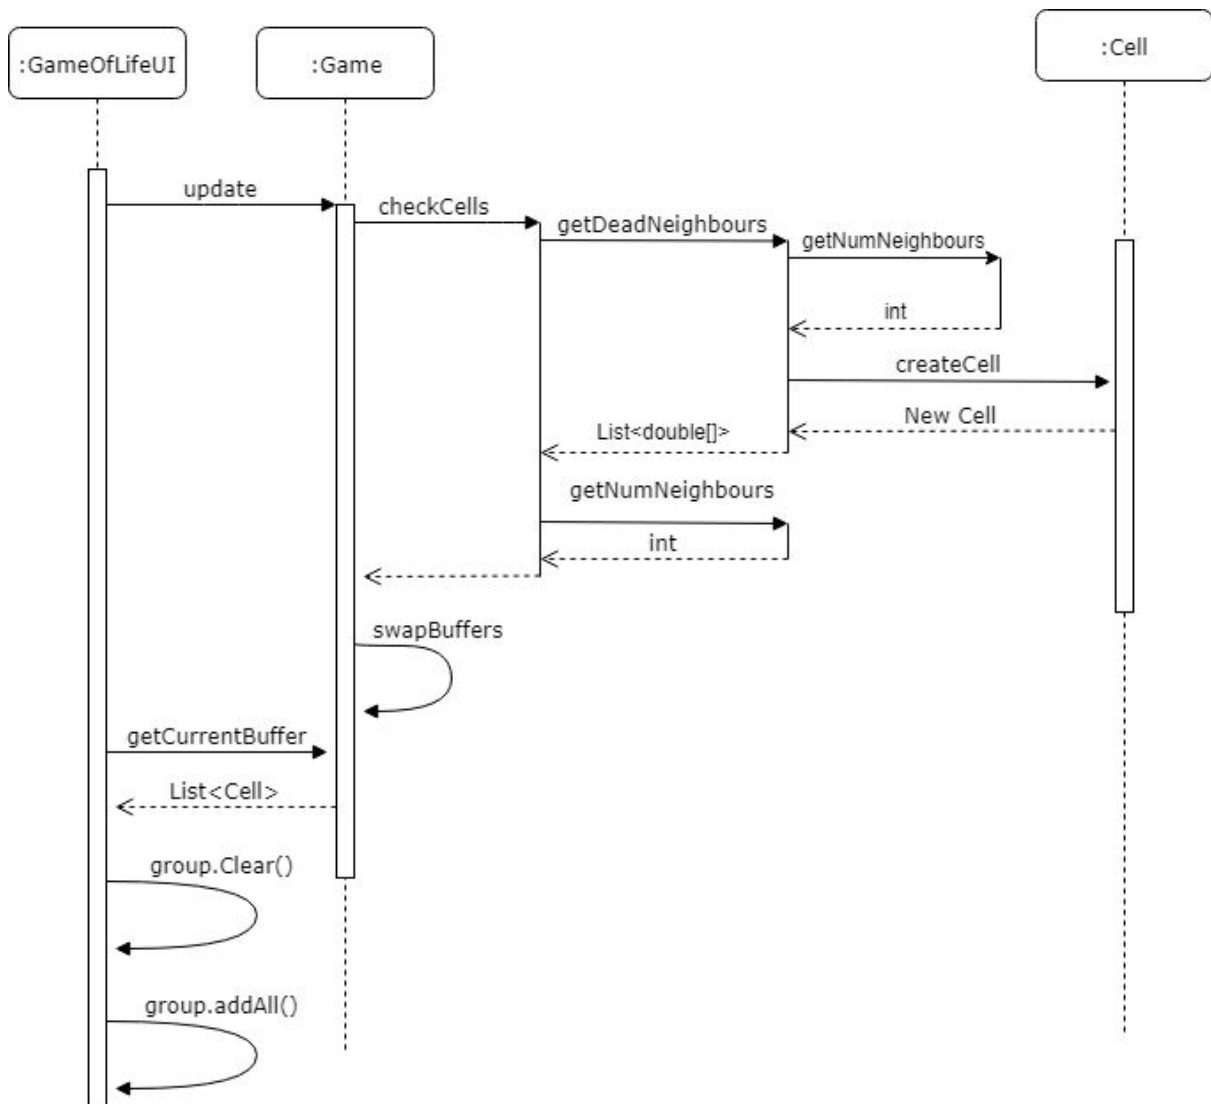 :GameOfLifeUI
:Game
:Cell
update
checkCells
getDeadNeighbours
getNumNeighbours
int
createCell
New Cell
List<double[]>
getNumNeighbours
int
swapBuffers
getCurrentBuffer
List<Cell>
group.Clear()
group.addAll()